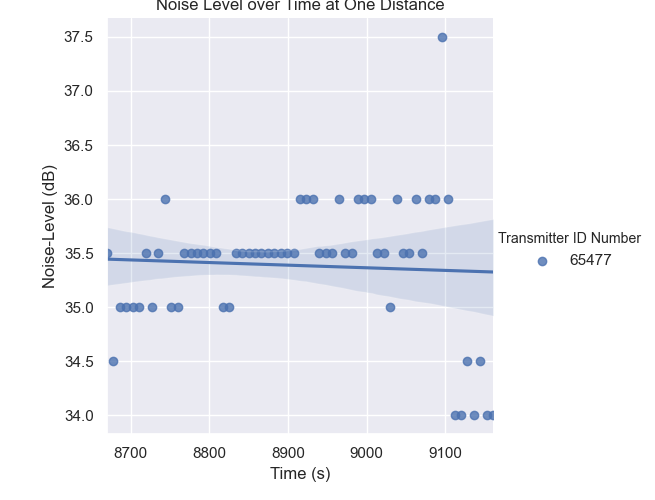 Noise Level over Time at One Distance
37.5
37.0
36.5
36.0
35.5
35.0
34.5
34.0
Noise-Level (dB)
8700 8800 8900 9000 9100
Time (s)
Transmitter ID Number
65477